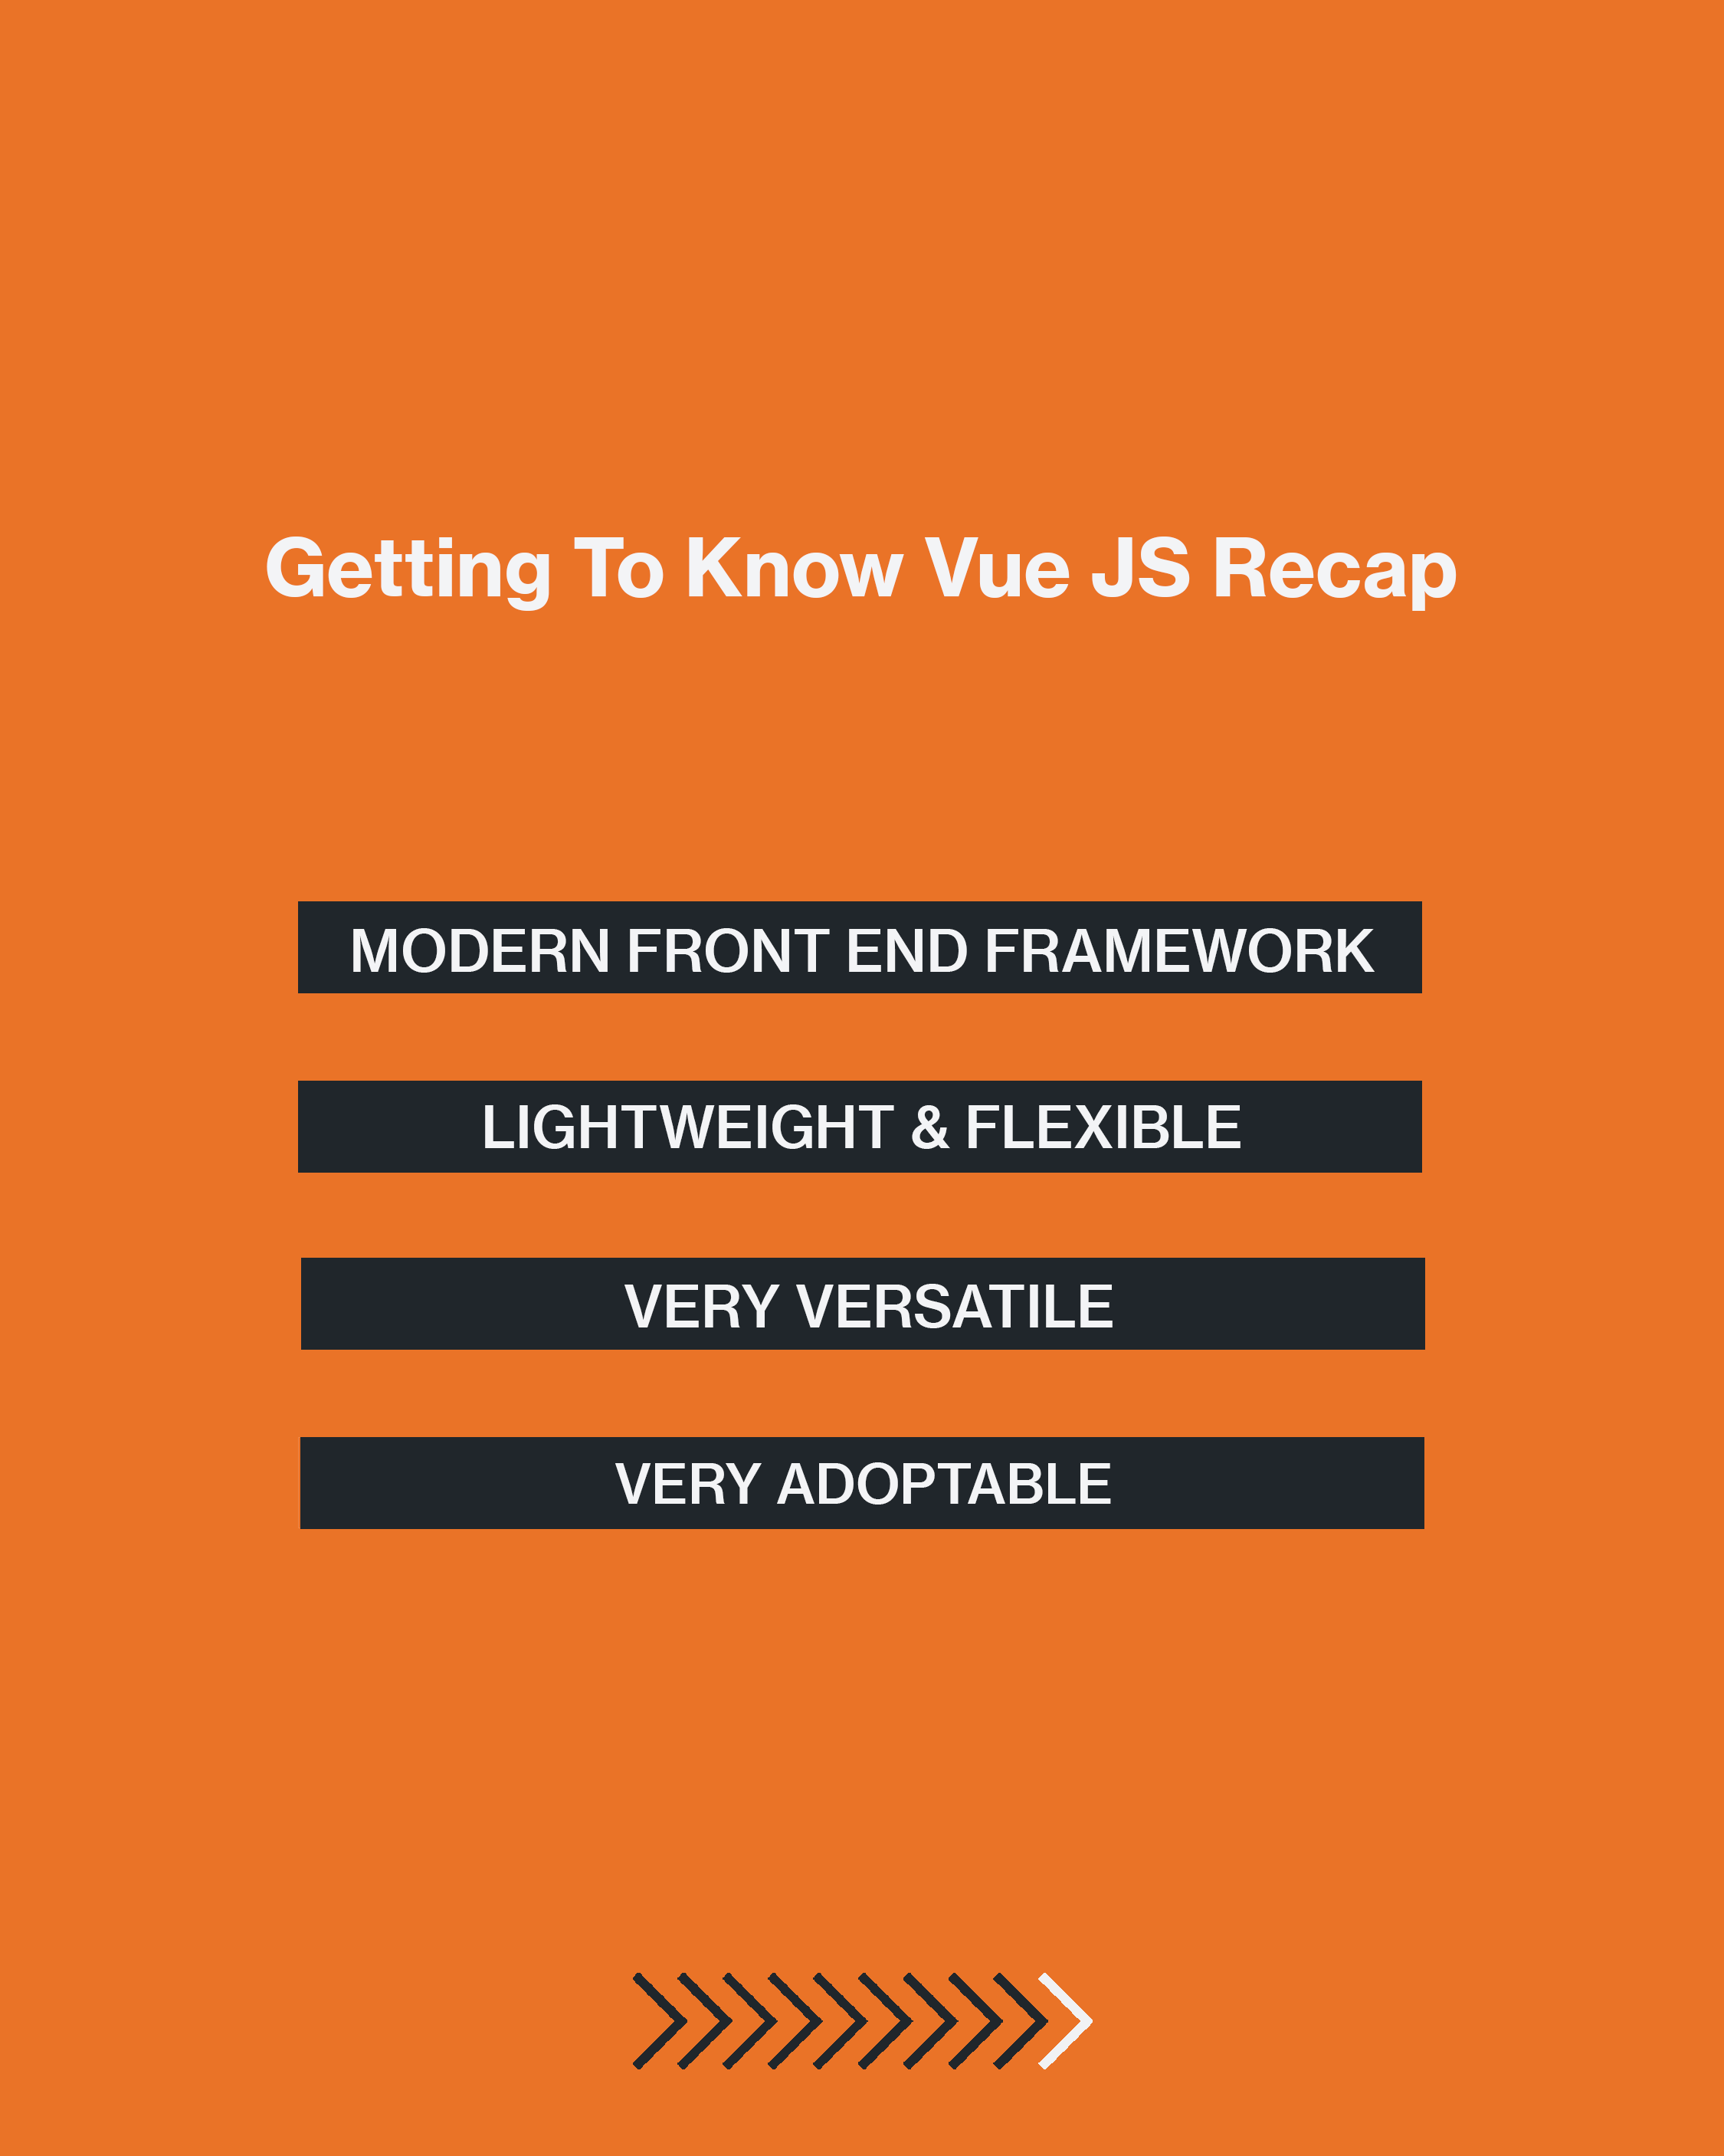 Getting To Know Vue JS Recap
MODERN FRONT END FRAMEWORK
LIGHTWEIGHT & FLEXIBLE
VERY VERSATILE
VERY ADOPTABLE